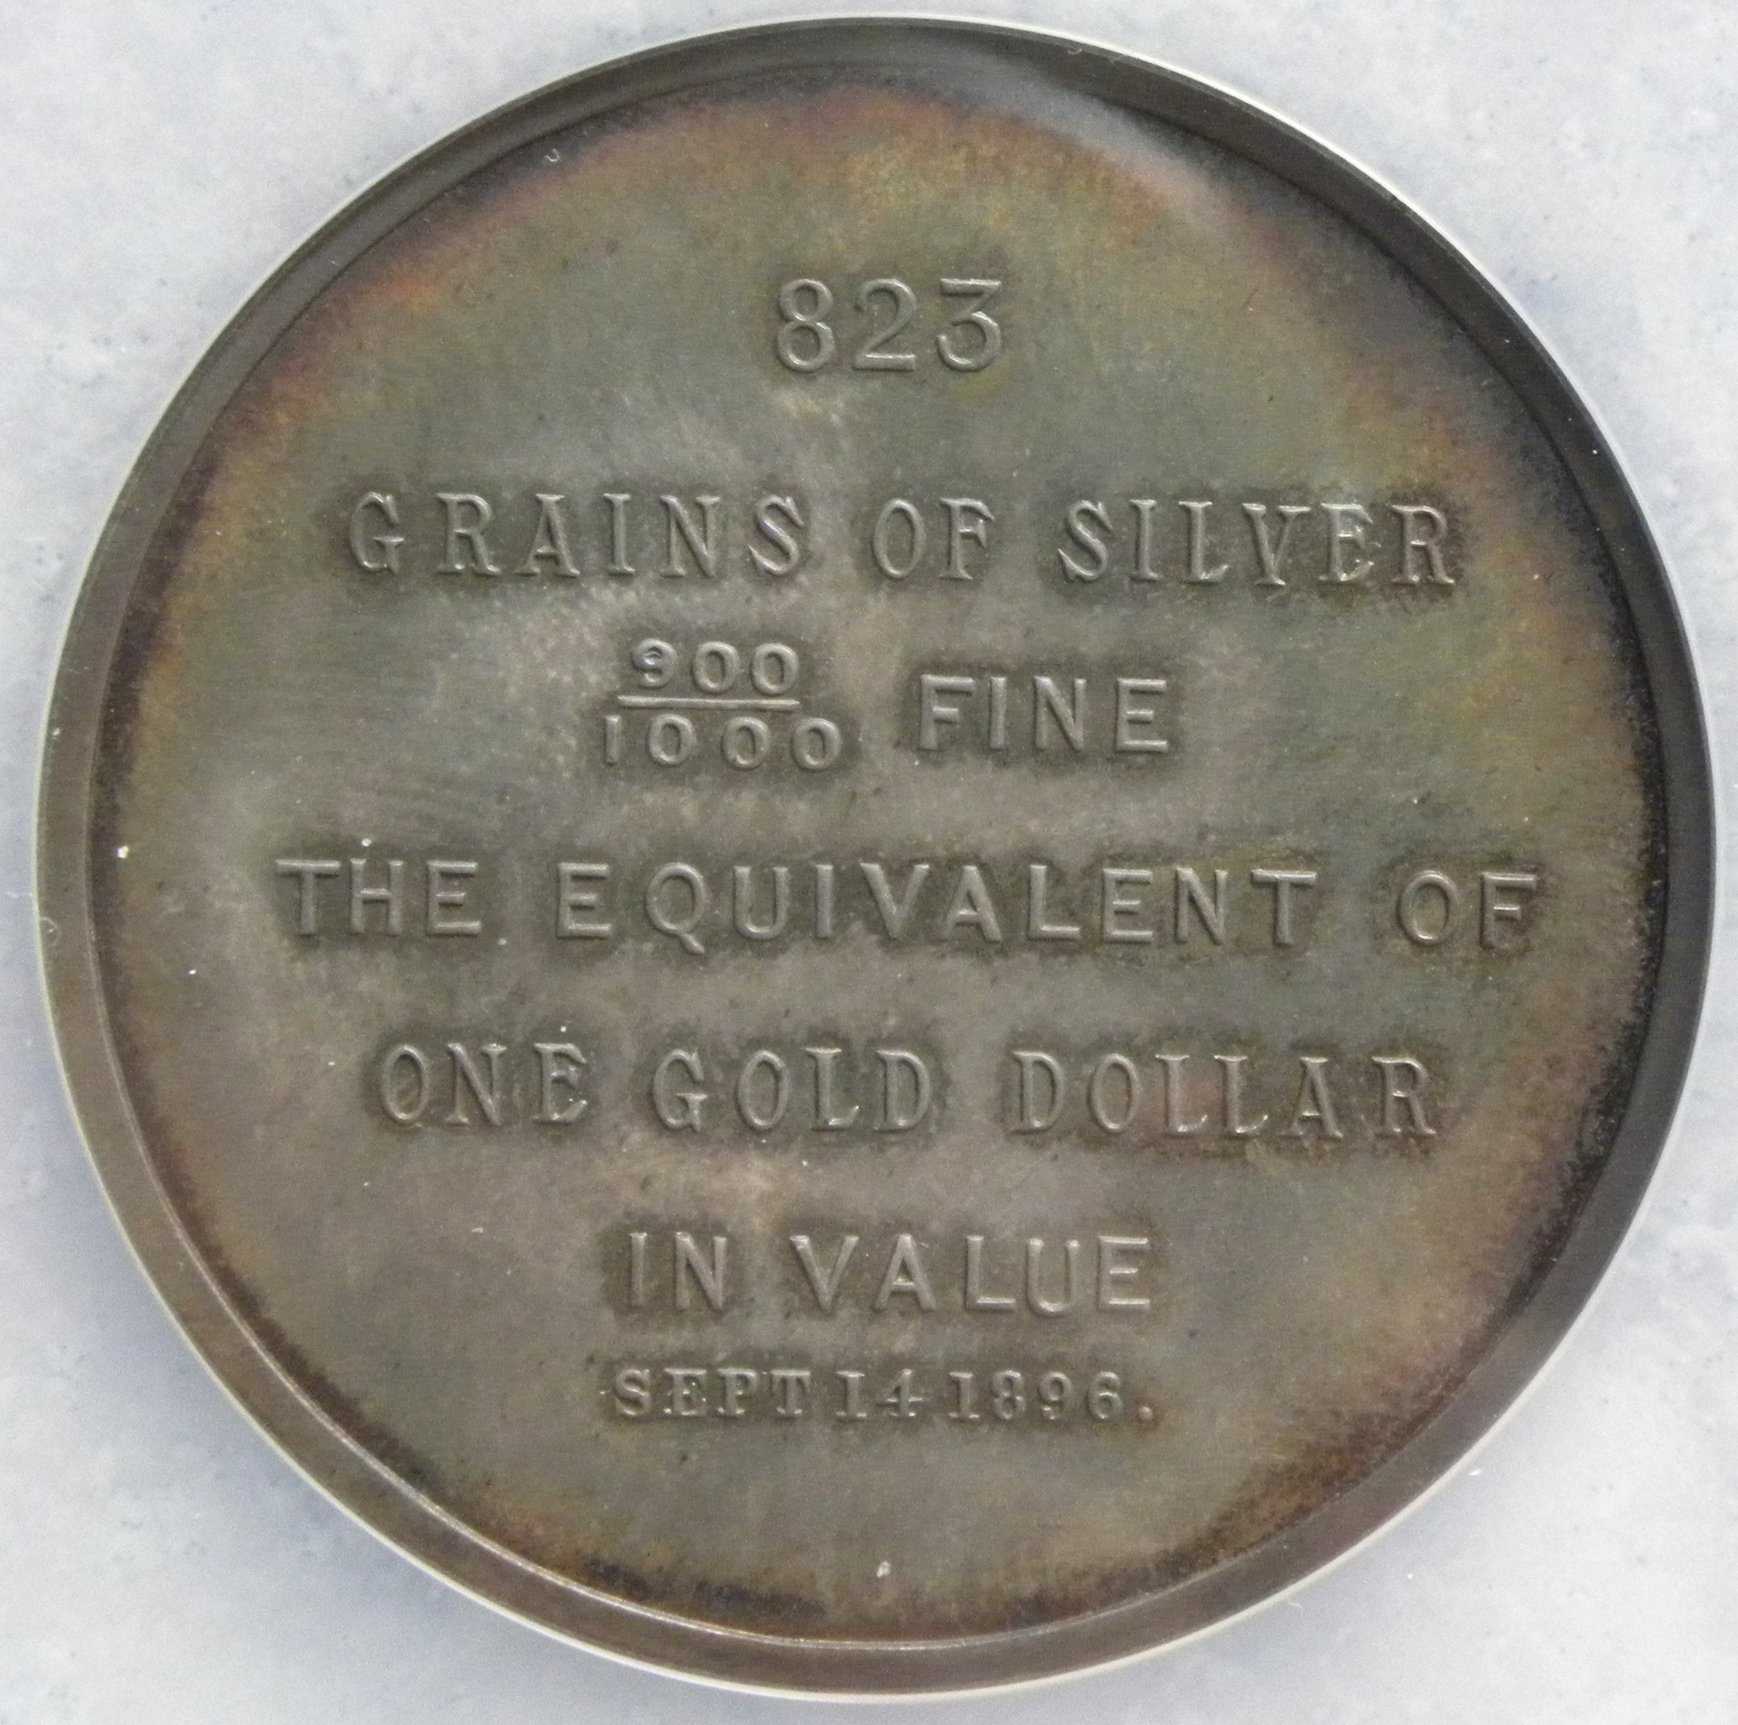 823
GRAINS OF SILVER
900/1000 FINE
THE EQUIVALENT OF
ONE GOLD DOLLAR
IN VALUE
SEPT 14 1896.